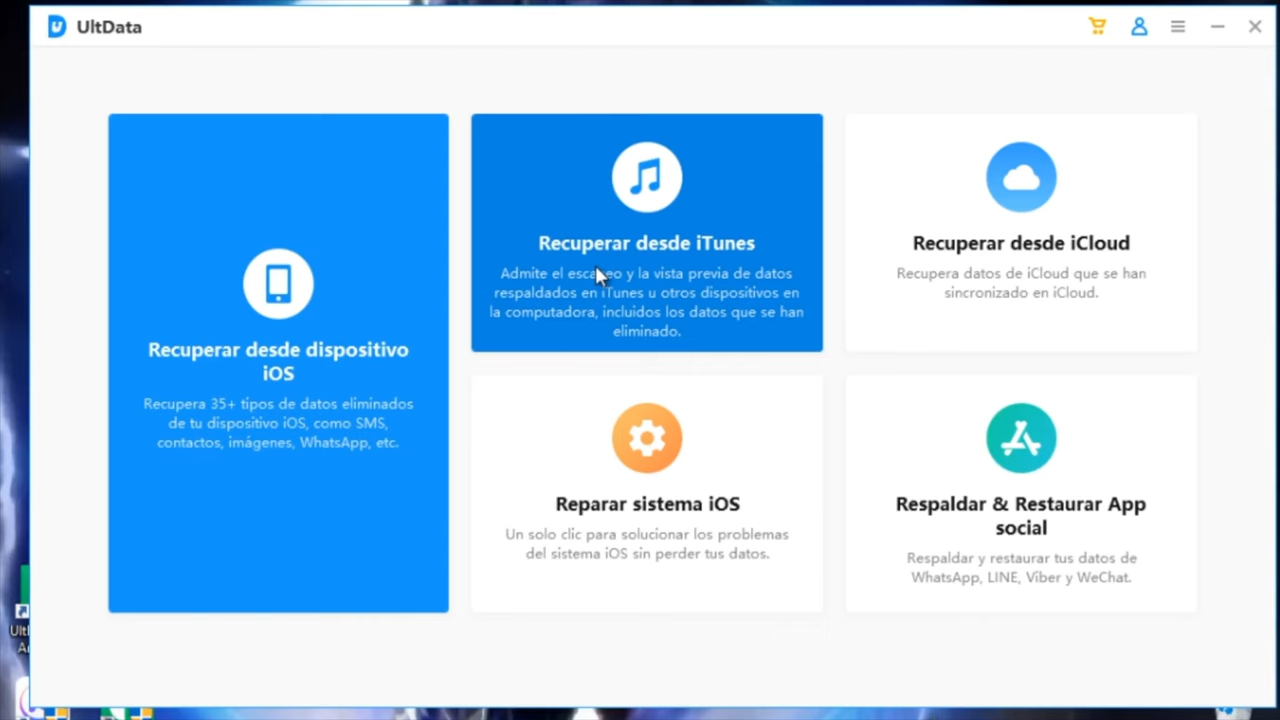 UltData
Recuperar desde dispositivo
iOS
Recupera 35+ tipos de datos eliminados
de tu dispositivo iOS, como SMS,
contactos, imágenes, WhatsApp, etc.
Recuperar desde iTunes
Admite el escaneo y la vista previa de datos
respaldados en iTunes u otros dispositivos en
la computadora, incluidos los datos que se han
eliminado.
Recuperar desde iCloud
Recupera datos de iCloud que se han
sincronizado en iCloud.
Reparar sistema iOS
Un solo clic para solucionar los problemas
del sistema iOS sin perder tus datos.
Respaldar & Restaurar App
social
Respaldar y restaurar tus datos de
WhatsApp, LINE, Viber y WeChat.